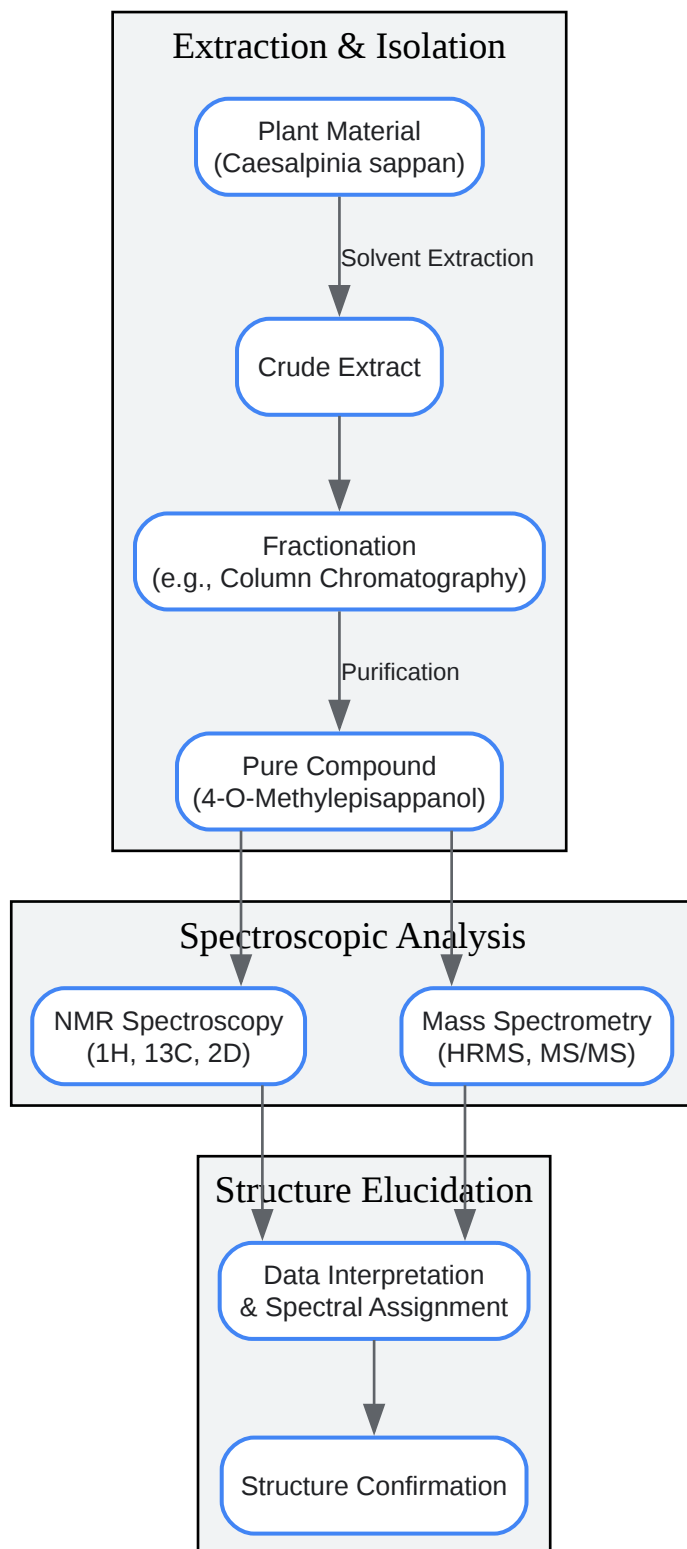 Extraction & Isolation
Plant Material
(Caesalpinia sappan)
Solvent Extraction
Crude Extract
Fractionation
(e.g., Column Chromatography)
Purification
Pure Compound
(4-O-Methylepisappanol)
Spectroscopic Analysis
NMR Spectroscopy
(1H, 13C, 2D)
Mass Spectrometry
(HRMS, MS/MS)
Structure Elucidation
Data Interpretation
& Spectral Assignment
Structure Confirmation